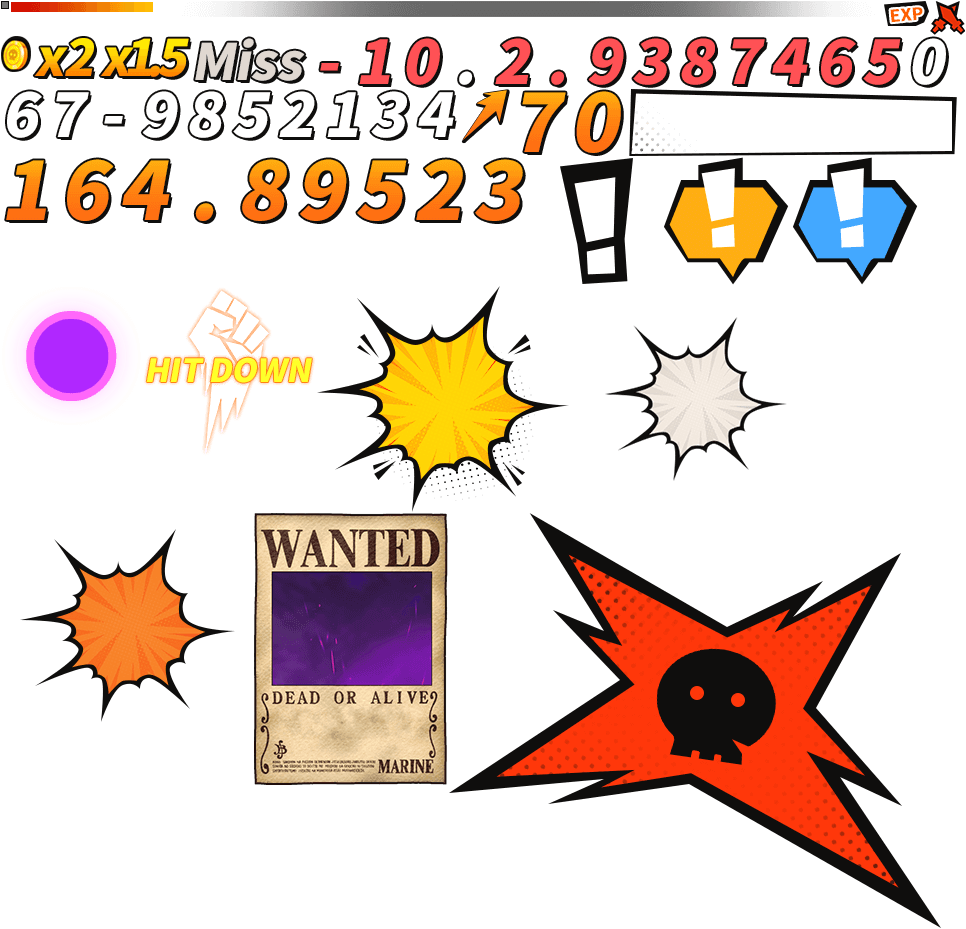 EXP
x2 x1.5 Miss - 10.2.93874650
67-9852134 70
164.89523
! ! !
HIT DOWN
WANTED
DEAD OR ALIVE
MARINE